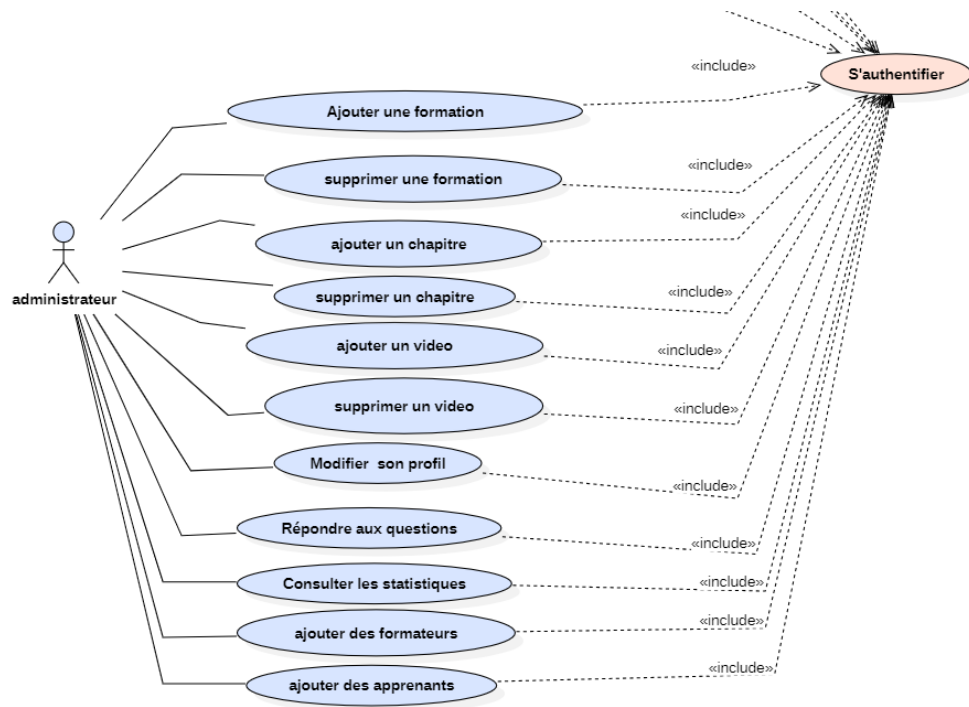 «include»
S'authentifier
Ajouter une formation
«include»
supprimer une formation
«include»
ajouter un chapitre
administrateur
supprimer un chapitre
«include»
ajouter un video
«include»
supprimer un video
«include»
Modifier son profil
«include»
Répondre aux questions
«include»
Consulter les statistiques
«include»
ajouter des formateurs
«include»
ajouter des apprenants
«include»